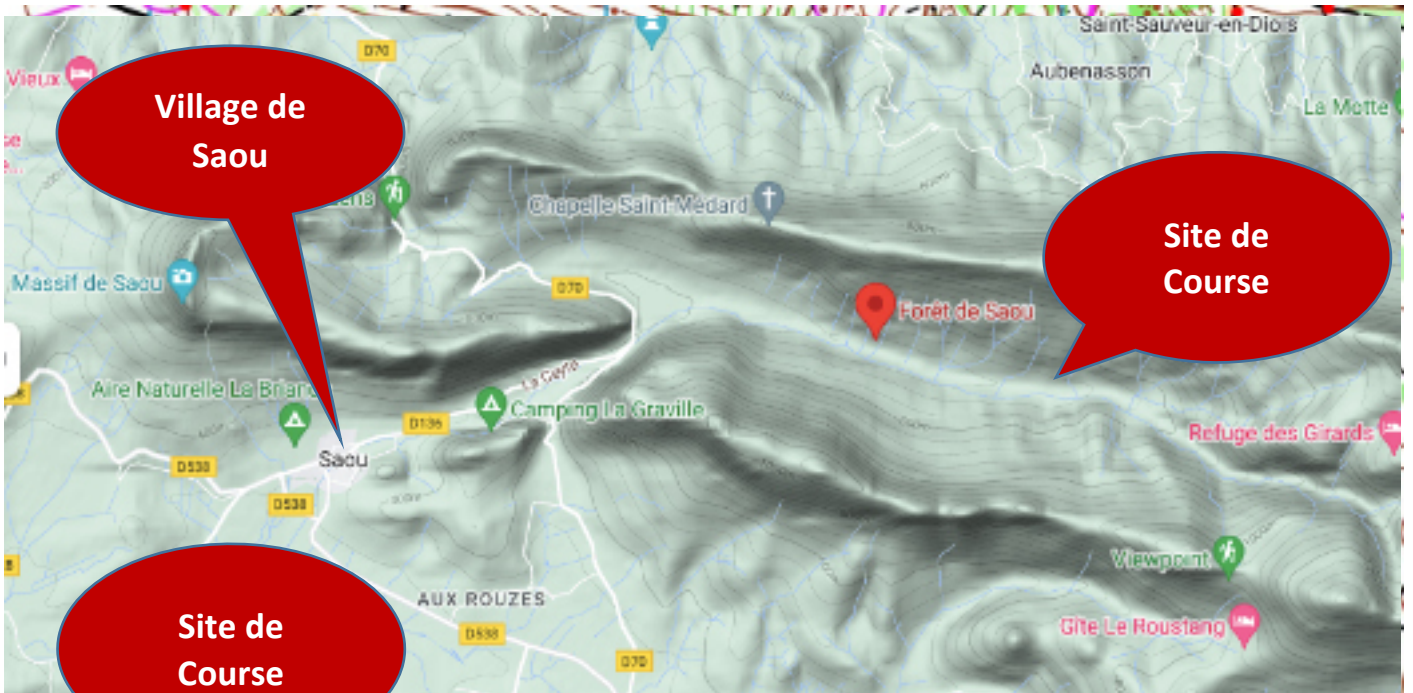 Saint-Sauveur-en-Diois
D70
Aubenasson
Vieux
La Motte
Village de
Saou
Chapelle Saint-Médard
Site de
Course
Massif de Saou
D70
Forêt de Saou
Aire Naturelle La
Camping La Graville
D136
Refuge des Girards
Saou
D538
D538
Viewpoint
AUX ROUZES
Gîte Le Roustang
D538
D70
Site de
Course